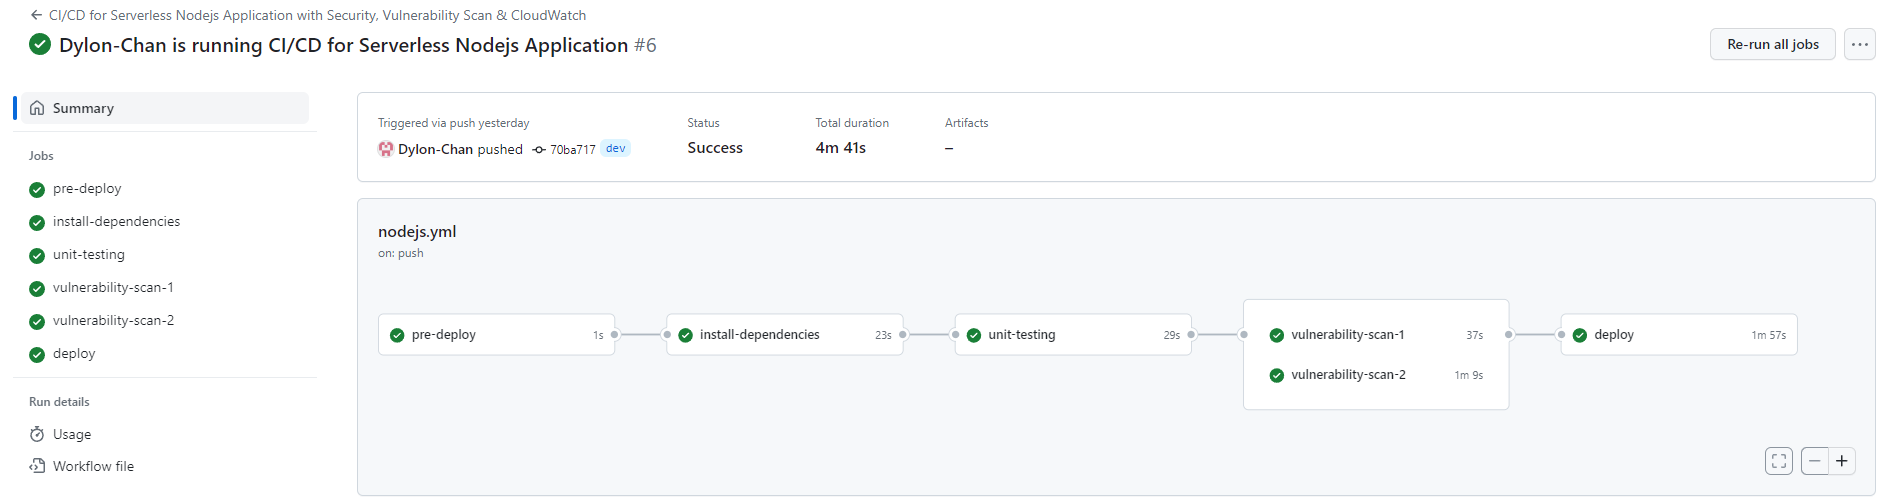 ← CI/CD for Serverless Nodejs Application with Security, Vulnerability Scan & CloudWatch
Dylon-Chan is running CI/CD for Serverless Nodejs Application #6
Re-run all jobs
Summary
Jobs
pre-deploy
install-dependencies
unit-testing
vulnerability-scan-1
vulnerability-scan-2
deploy
Run details
Usage
Workflow file
Triggered via push yesterday
Dylon-Chan pushed 70ba717 dev
Status
Success
Total duration
4m 41s
Artifacts
–
nodejs.yml
on: push
pre-deploy 1s
install-dependencies 23s
unit-testing 29s
vulnerability-scan-1 37s
vulnerability-scan-2 1m 9s
deploy 1m 57s